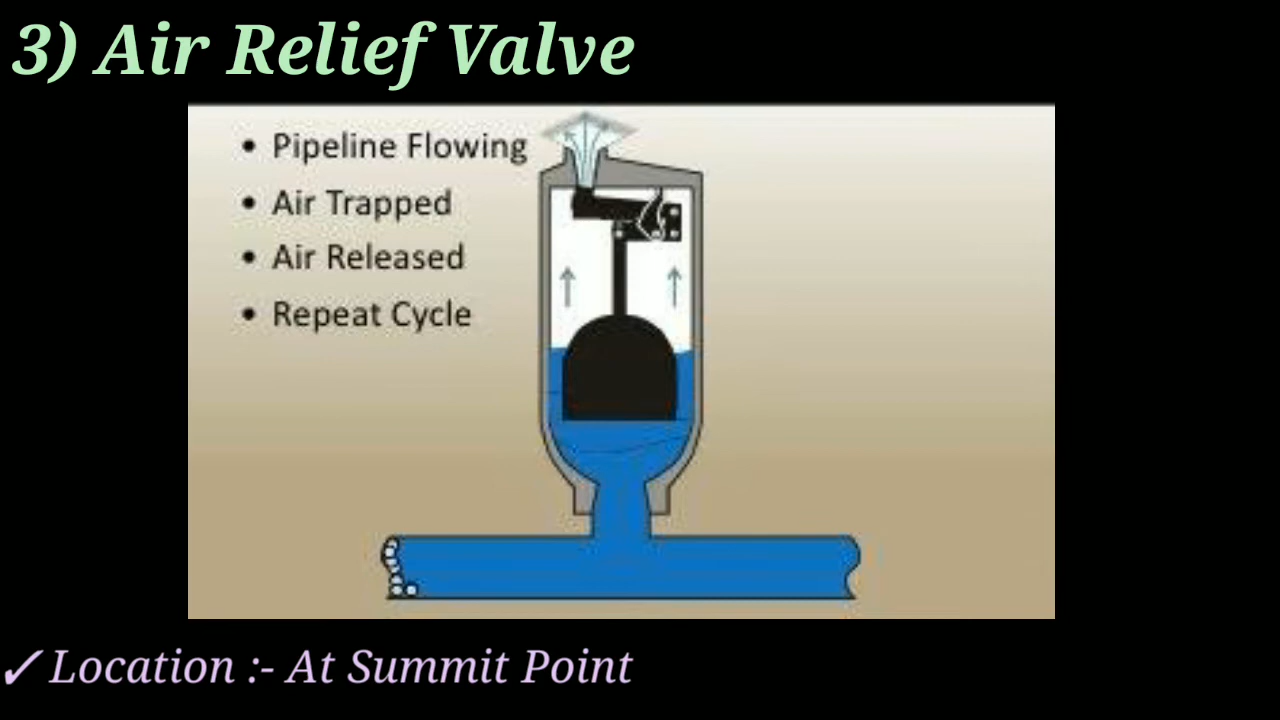 3) Air Relief Valve
• Pipeline Flowing
• Air Trapped
• Air Released
• Repeat Cycle
✓ Location :- At Summit Point